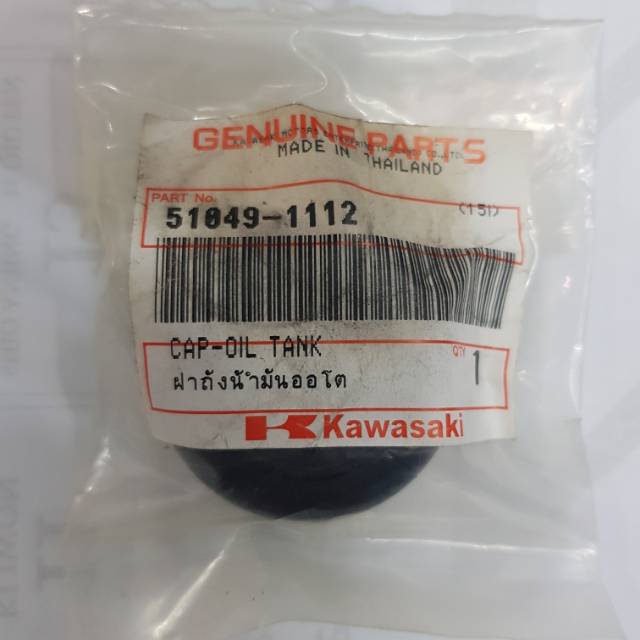 GENUINE PARTS
MADE IN THAILAND
PART No.
51049-1112 (15I)
CAP-OIL TANK
QTY
ฝาถังน้ำมันออโต 1
Kawasaki